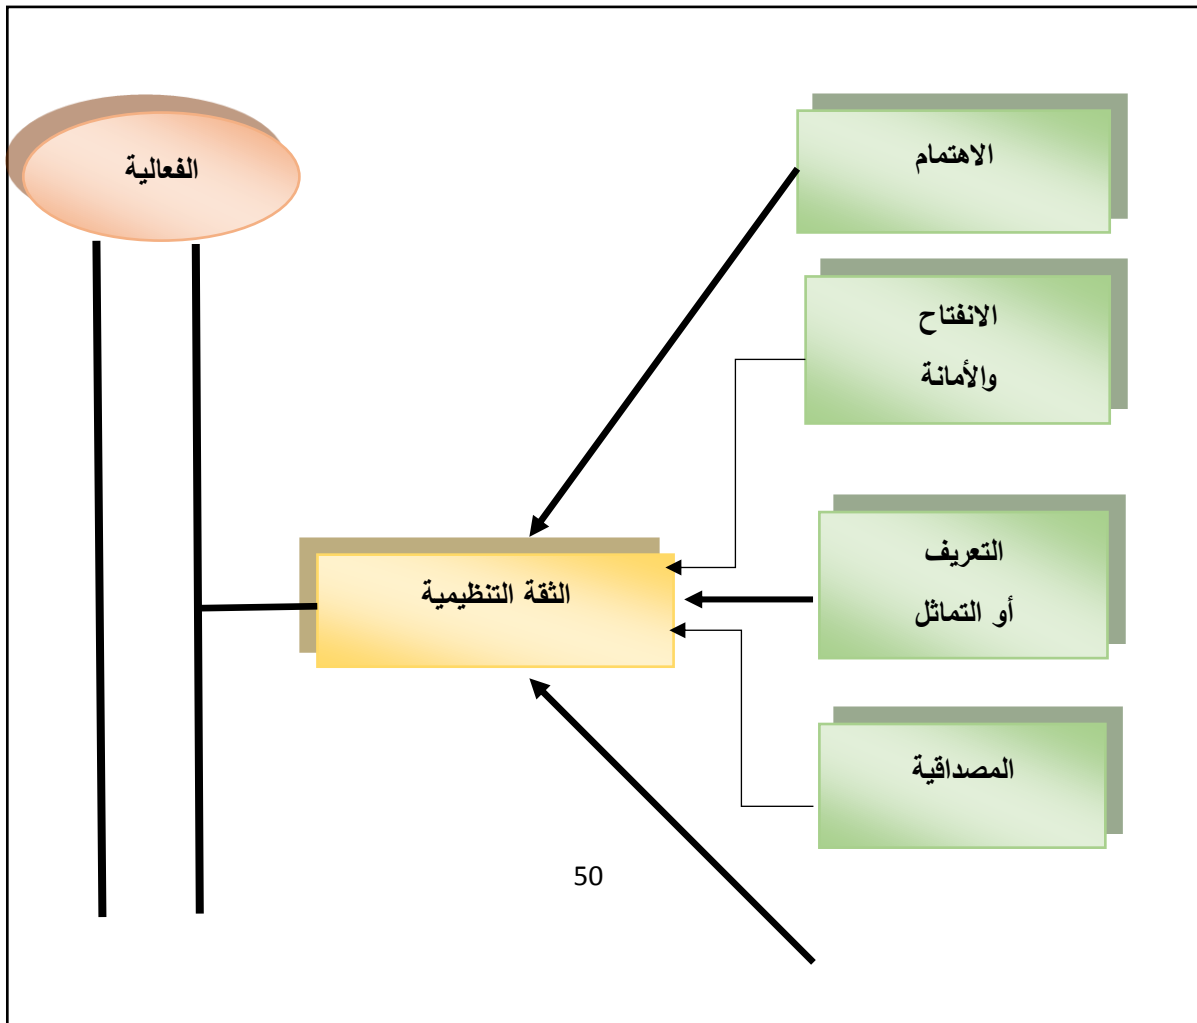 الاهتمام
الفعالية
الانفتاح
والأمانة
التعريف
أو التماثل
الثقة التنظيمية
المصداقية
50